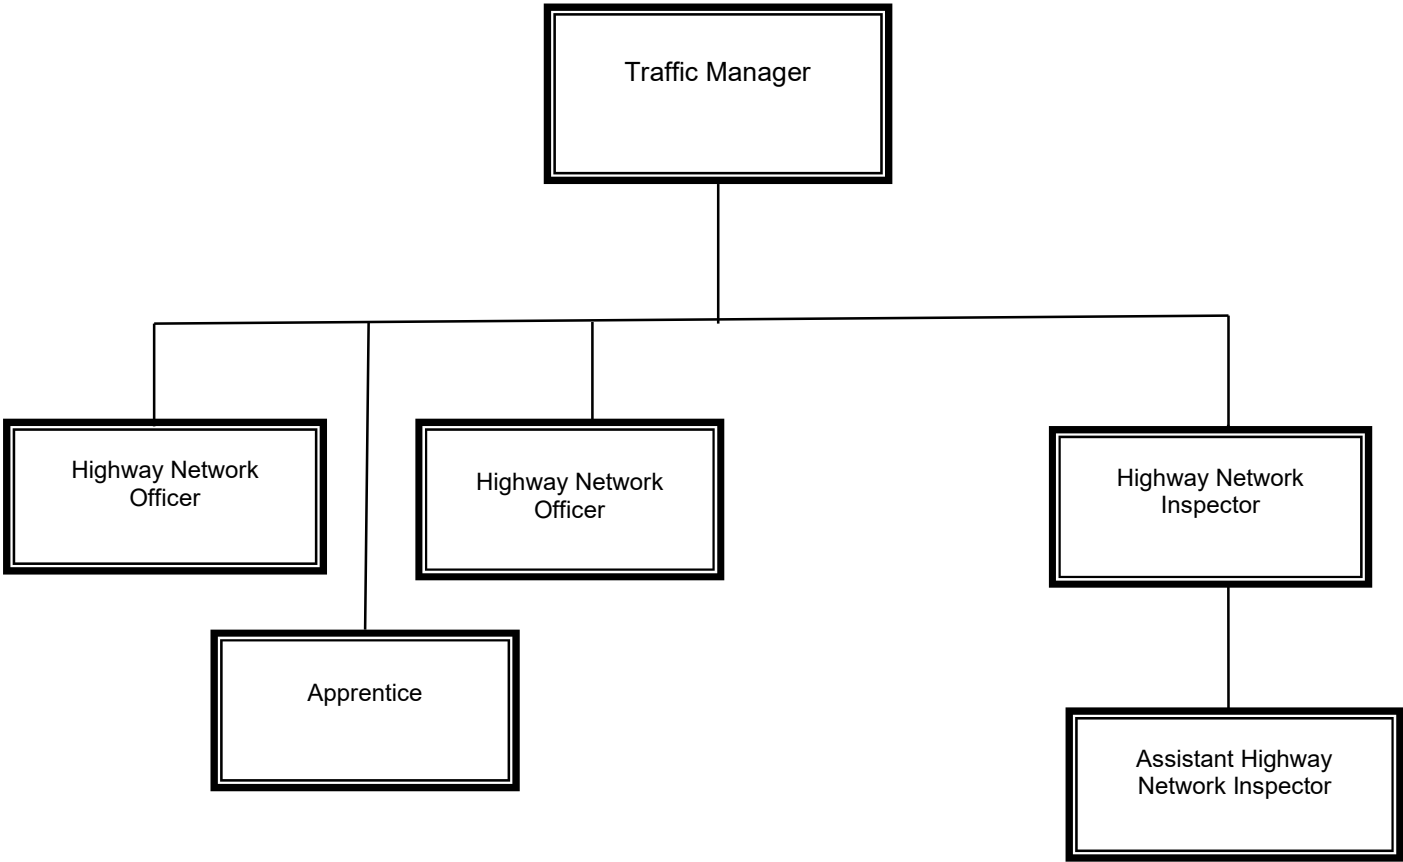 Traffic Manager
Highway Network
Officer
Highway Network
Officer
Highway Network
Inspector
Apprentice
Assistant Highway
Network Inspector